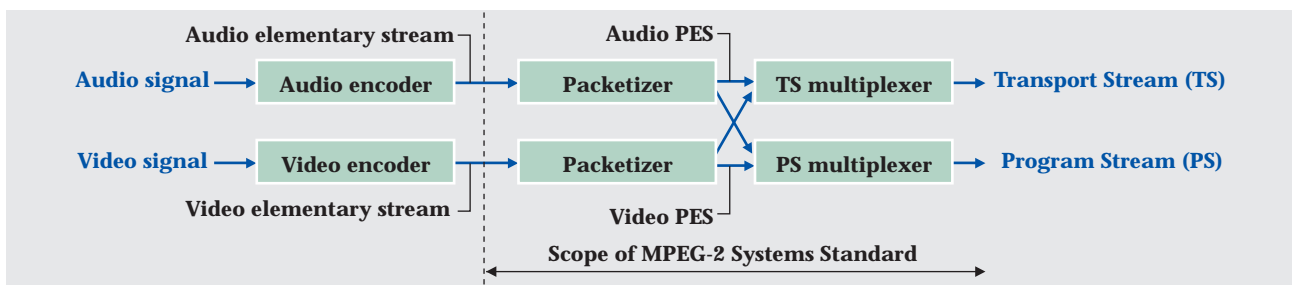 Audio elementary stream
Audio PES
Audio signal
Audio encoder
Packetizer
TS multiplexer
Transport Stream (TS)
Video signal
Video encoder
Packetizer
PS multiplexer
Program Stream (PS)
Video elementary stream
Video PES
Scope of MPEG-2 Systems Standard